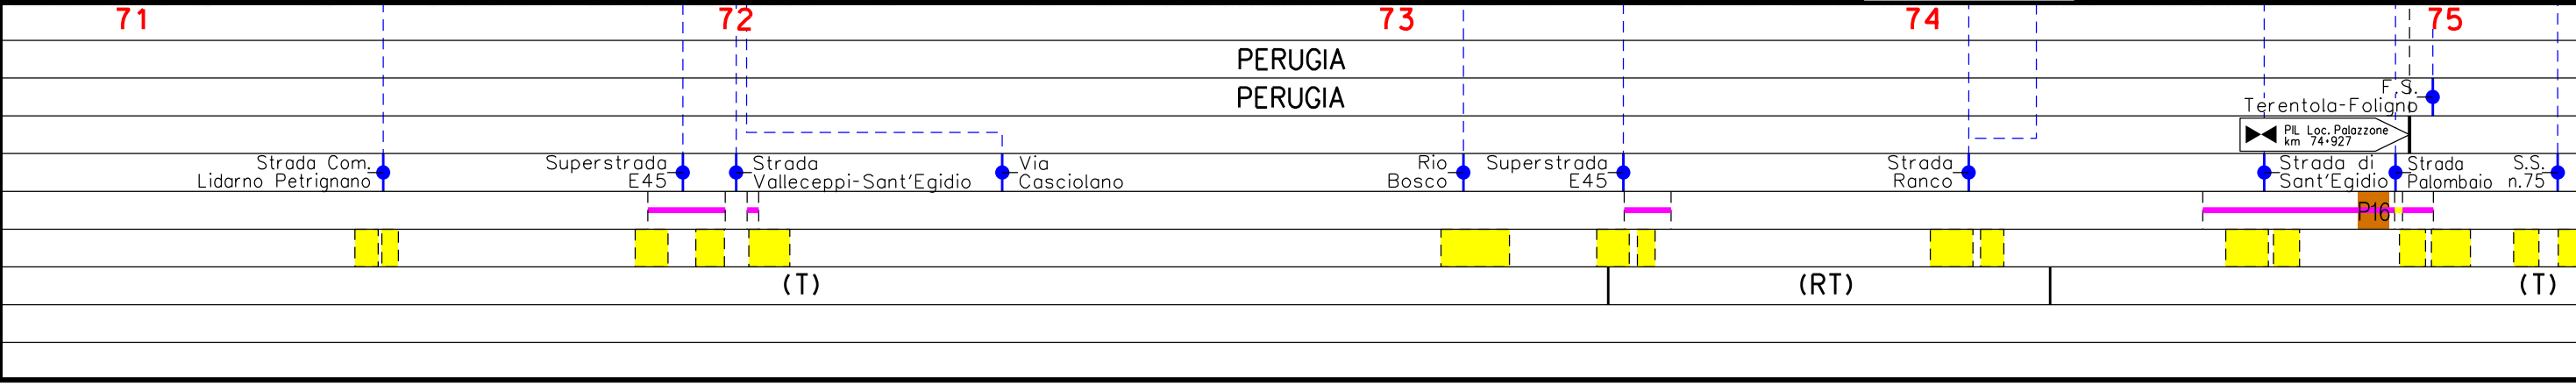 71 72 73 74 75
PERUGIA
PERUGIA
F.S.
Terentola-Foligno
PIL Loc. Palazzone
km 74+927
Strada Com.
Lidarno Petrignano
Superstrada
E45
Strada
Valleceppi-Sant'Egidio
Via
Casciolano
Rio
Bosco
Superstrada
E45
Strada
Ranco
Strada di
Sant'Egidio
Strada
Palombaio
S.S.
n.75
P16
(T) (RT) (T)